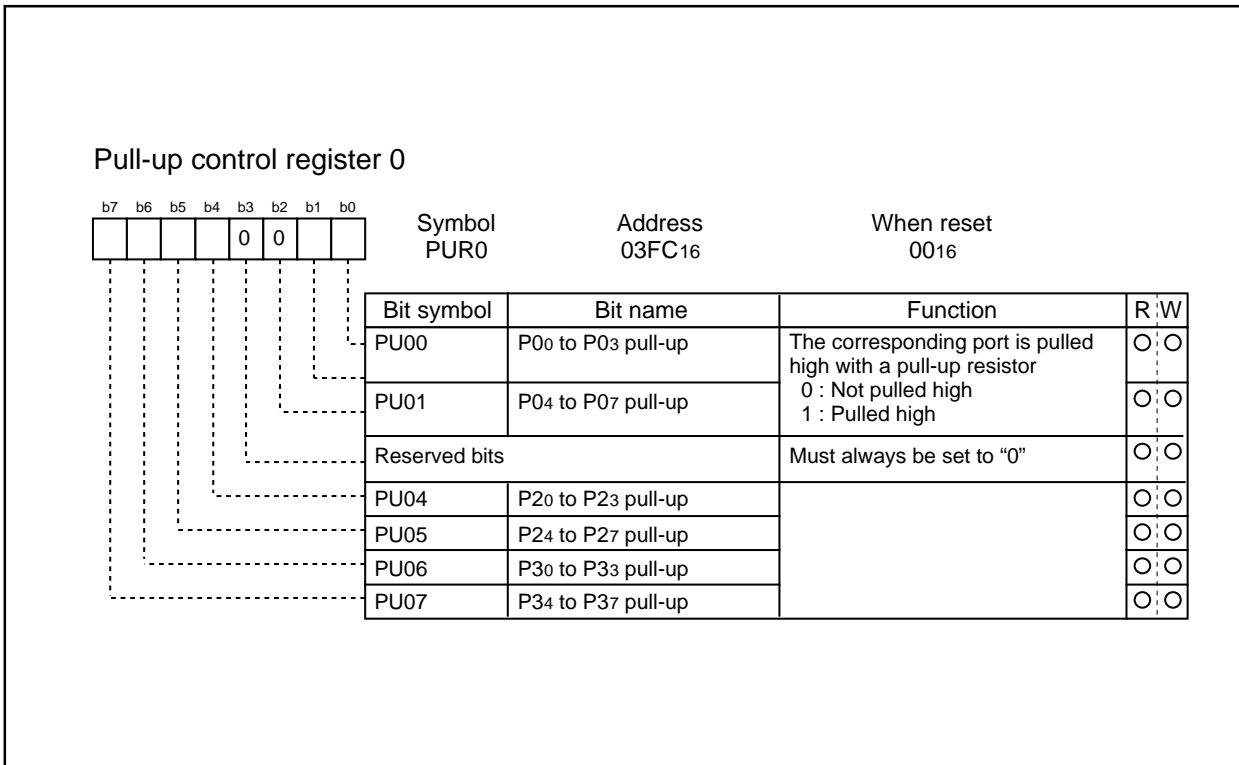 Pull-up control register 0
b7 b6 b5 b4 b3 b2 b1 b0
0 0
Symbol Address When reset
PUR0 03FC16 0016
Bit symbol Bit name Function R W
PU00 P00 to P03 pull-up The corresponding port is pulled
high with a pull-up resistor
0 : Not pulled high
PU01 P04 to P07 pull-up
1 : Pulled high
Reserved bits Must always be set to “0”
PU04 P20 to P23 pull-up
PU05 P24 to P27 pull-up
PU06 P30 to P33 pull-up
PU07 P34 to P37 pull-up